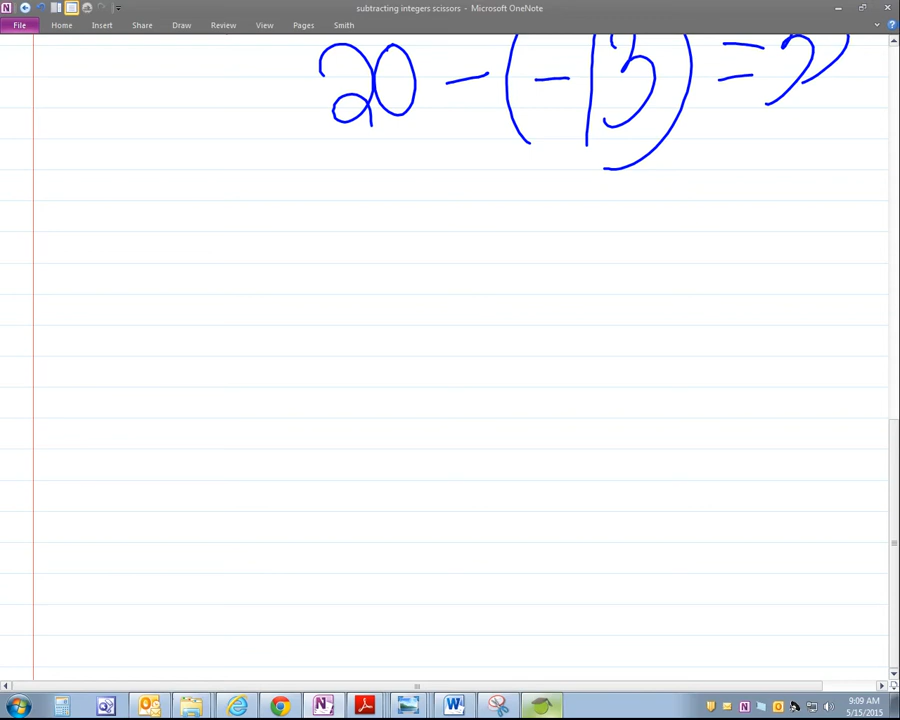 subtracting integers scissors - Microsoft OneNote
File Home Insert Share Draw Review View Pages Smith
20 - (-13) =
9:09 AM
5/15/2015